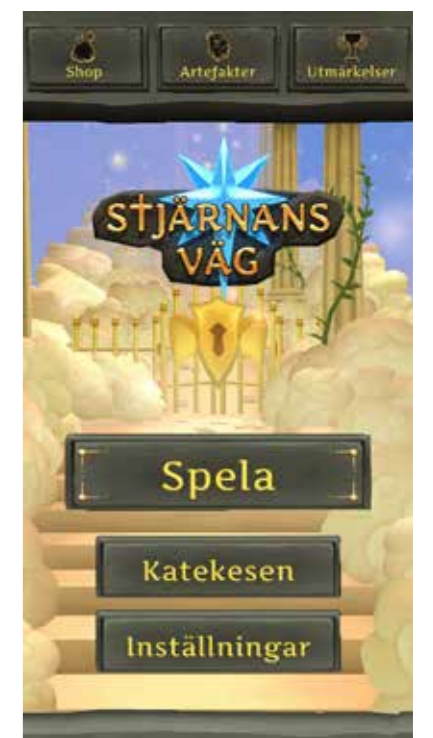 Shop Artefakter Utmärkelser
STJÄRNANS
VÄG
Spela
Katekesen
Inställningar